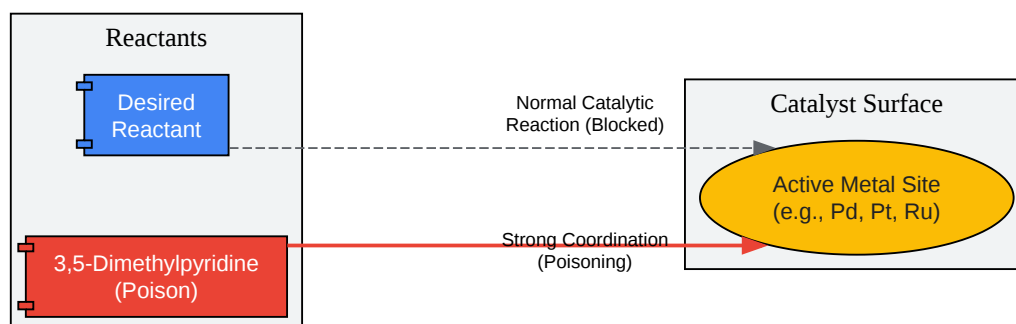 Reactants
Desired
Reactant
3,5-Dimethylpyridine
(Poison)
Normal Catalytic
Reaction (Blocked)
Strong Coordination
(Poisoning)
Catalyst Surface
Active Metal Site
(e.g., Pd, Pt, Ru)